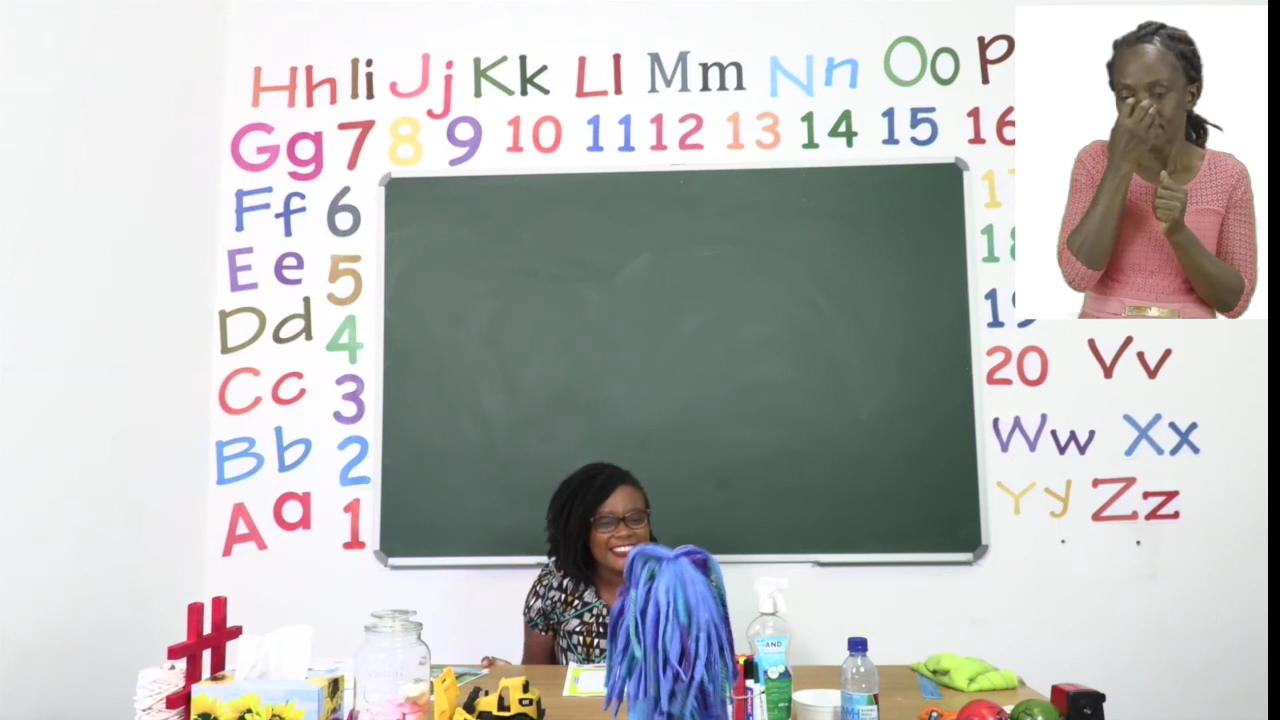 Hh Ii Jj Kk Ll Mm Nn Oo P
Gg 7 8 9 10 11 12 13 14 15 16
Ff 6 17
Ee 5 18
Dd 4 19
Cc 3 20 Vv
Bb 2 Ww Xx
Aa 1 Yy Zz
AND
CAT